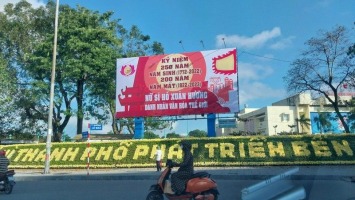 KỶ NIỆM
250 NĂM
NĂM SINH (1772-2022)
200 NĂM
NĂM MẤT (1822-2022)
NỮ SĨ HỒ XUÂN HƯƠNG
DANH NHÂN VĂN HÓA THẾ GIỚI
THÀNH PHỐ PHÁT TRIỂN BỀN